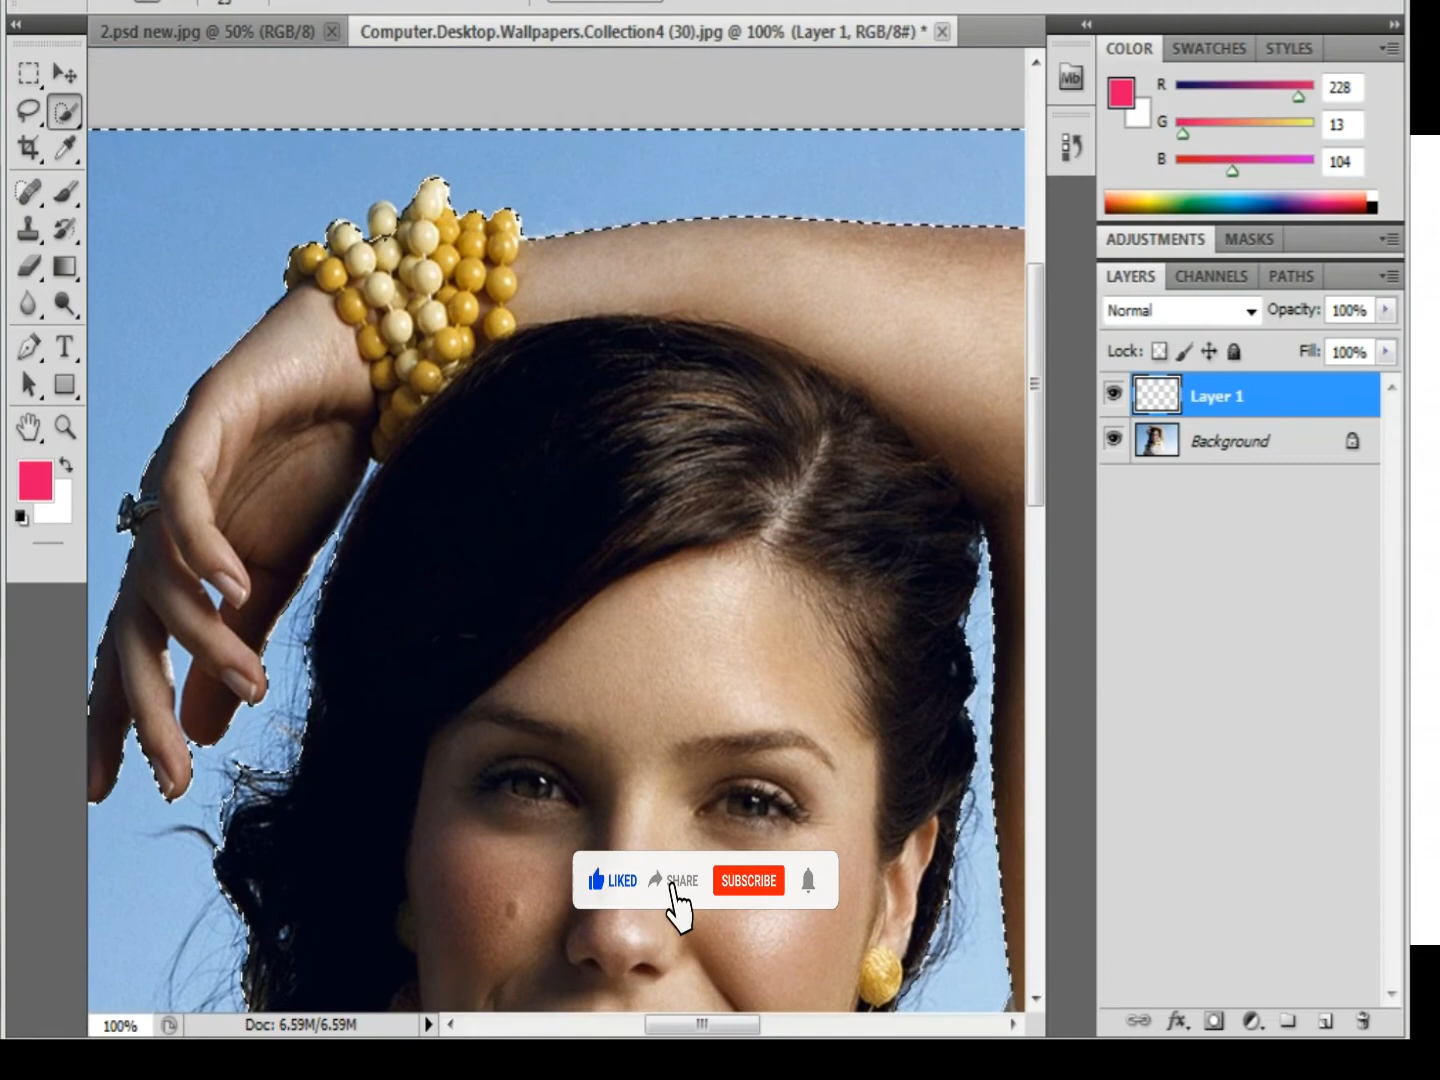 2.psd new.jpg @ 50% (RGB/8)
Computer.Desktop.Wallpapers.Collection4 (30).jpg @ 100% (Layer 1, RGB/8#) *
COLOR SWATCHES STYLES
Mb
R 228
G 13
B 104
ADJUSTMENTS MASKS
LAYERS CHANNELS PATHS
Normal Opacity: 100%
Lock: Fill: 100%
Layer 1
Background
T
LIKED SHARE SUBSCRIBE
100% Doc: 6.59M/6.59M
fx